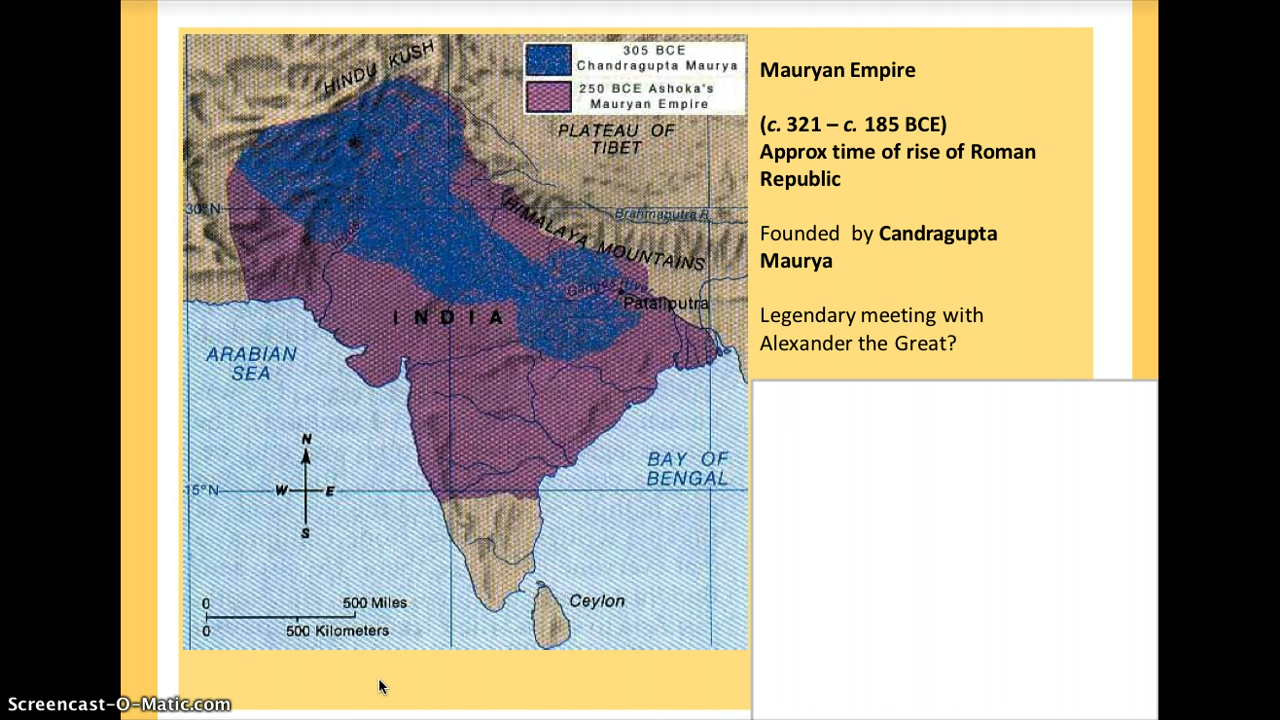 305 BCE
Chandragupta Maurya
250 BCE Ashoka's
Mauryan Empire
HINDU KUSH
PLATEAU OF
TIBET
30°N
Brahmaputra R.
HIMALAYA MOUNTAINS
Indus
Ganges River
Pataliputra
INDIA
ARABIAN
SEA
N
W
E
S
BAY OF
BENGAL
15°N
0
500 Miles
0
500 Kilometers
Ceylon
Mauryan Empire
(c. 321 – c. 185 BCE)
Approx time of rise of Roman
Republic
Founded by Candragupta
Maurya
Legendary meeting with
Alexander the Great?
Screencast-O-Matic.com